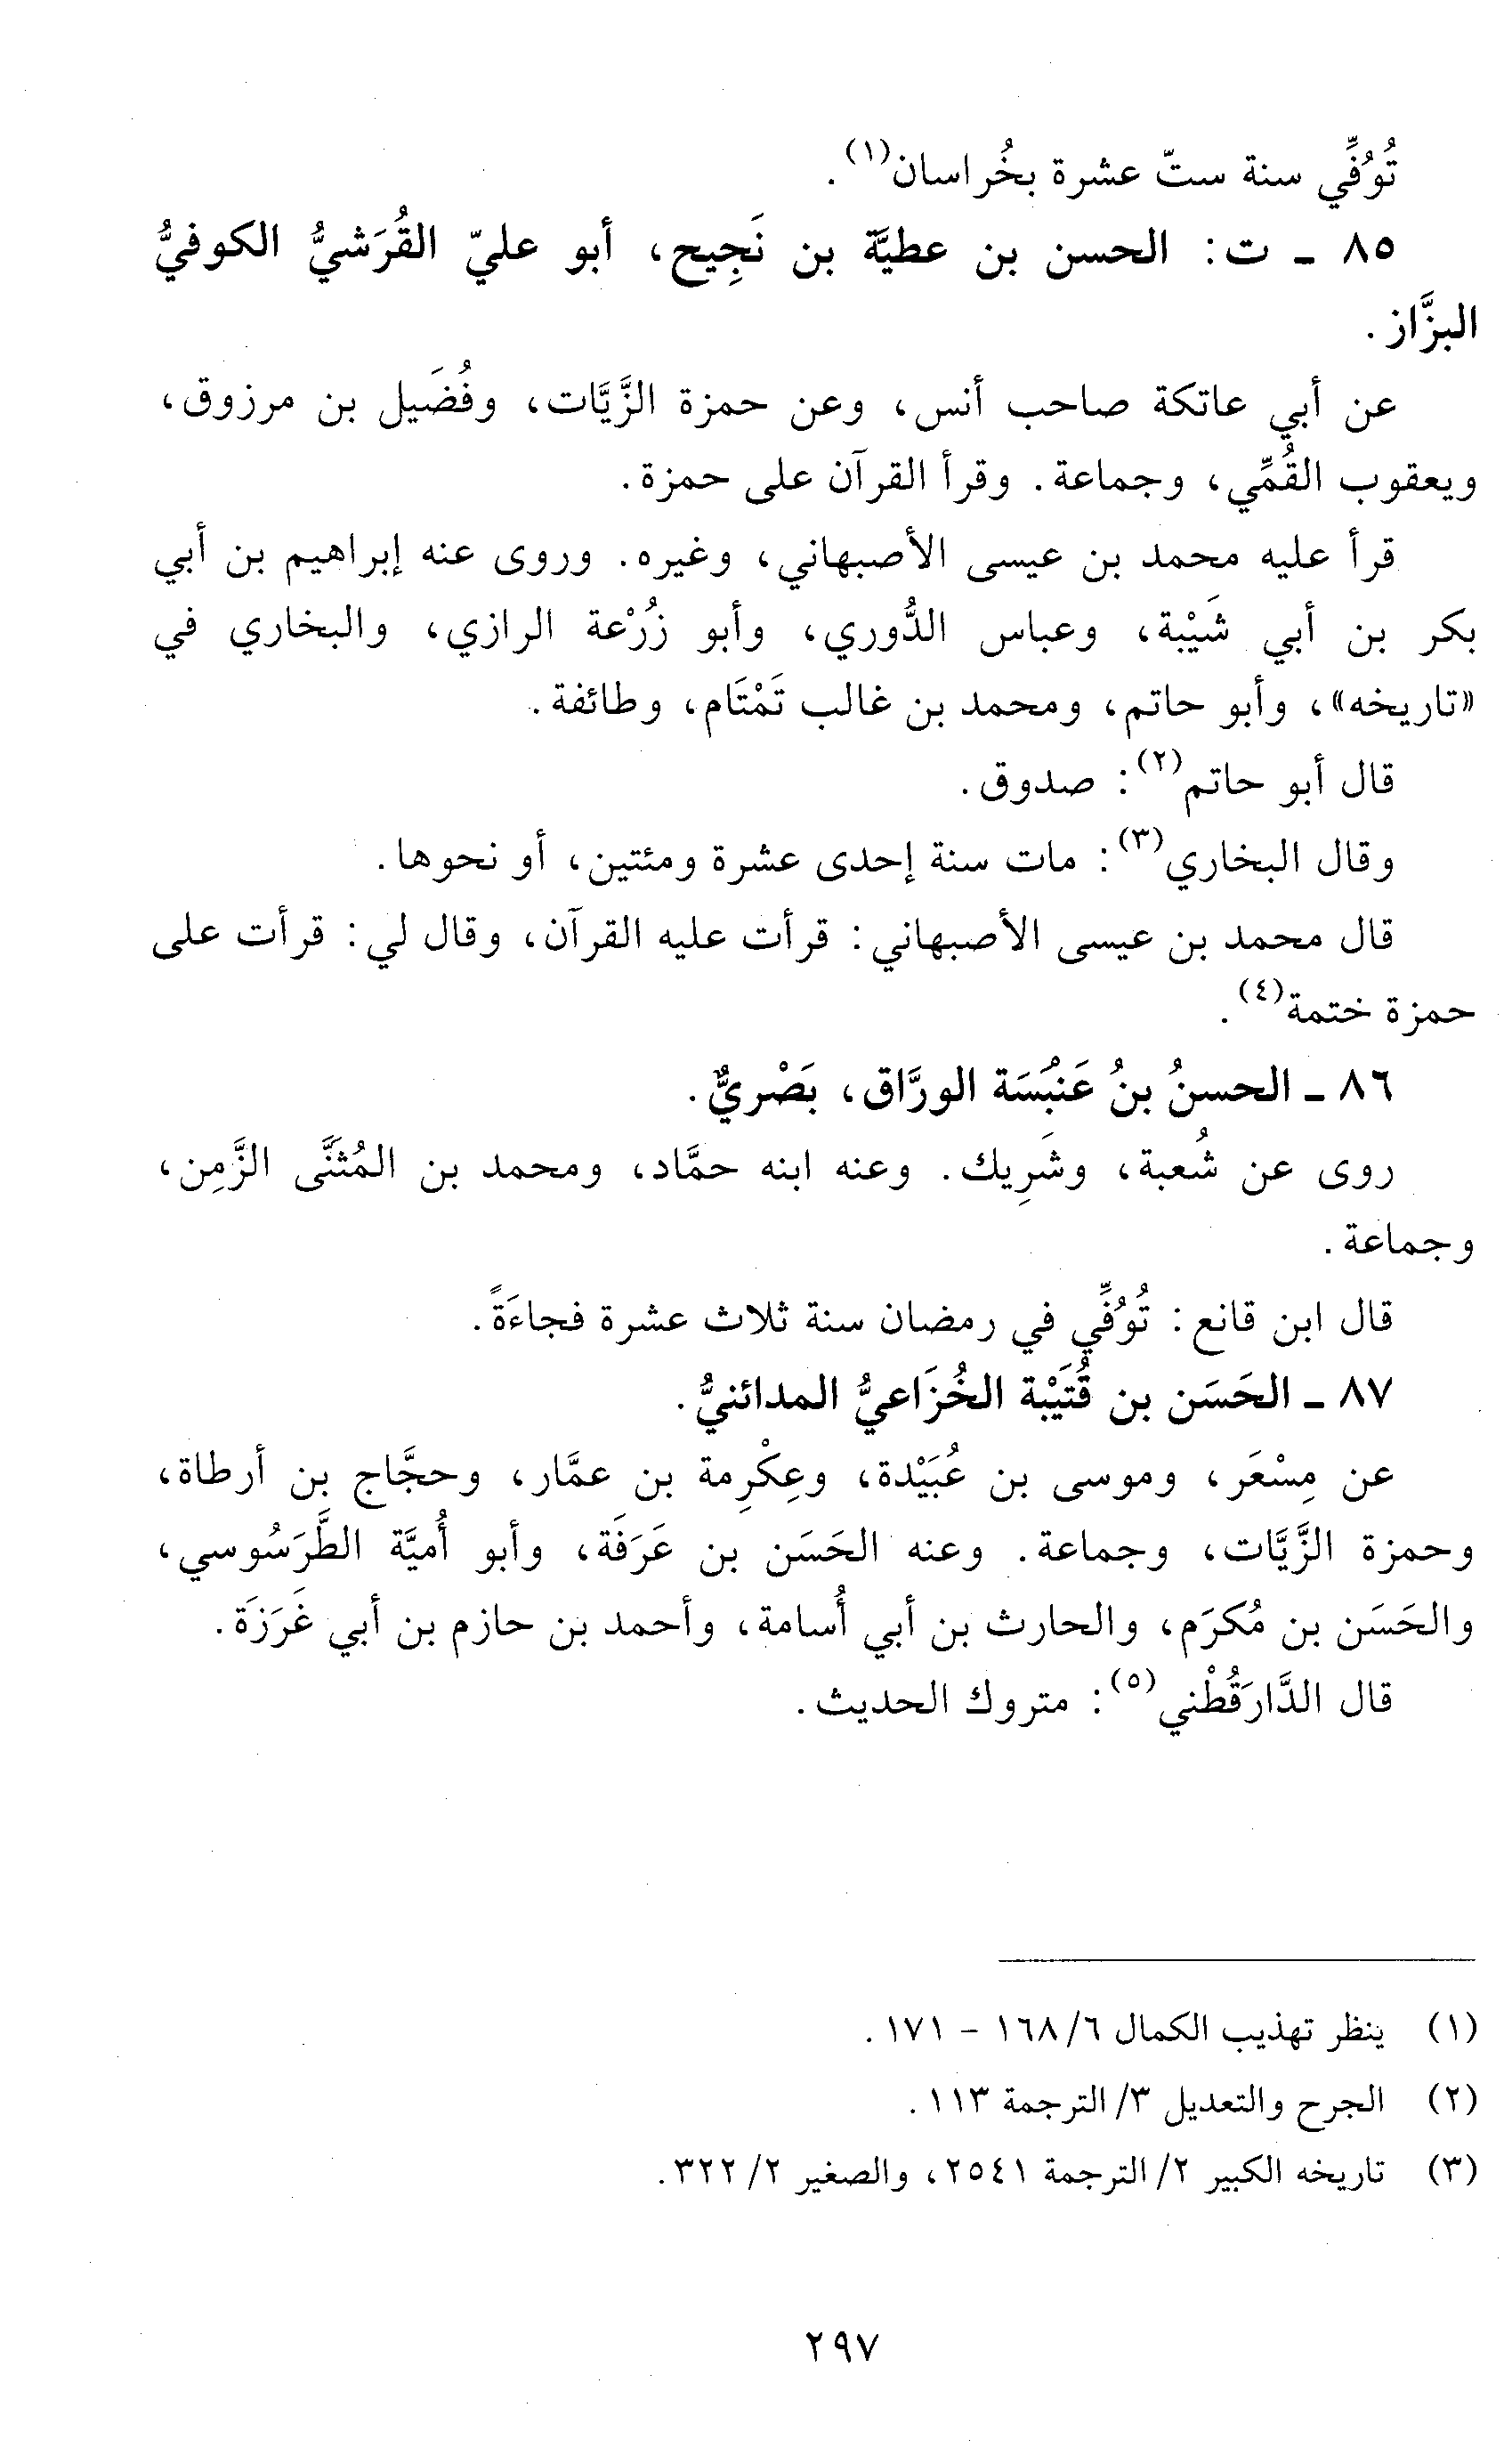 تُوُفِّي سنة ستّ عشرة بخُراسان(١).
٨٥ - ت: الحسن بن عطيَّة بن نَجِيح، أبو عليّ القُرَشيُّ الكوفيُّ
البزَّاز.
عن أبي عاتكة صاحب أنس، وعن حمزة الزَّيَّات، وفُضَيل بن مرزوق،
ويعقوب القُمِّي، وجماعة. وقرأ القرآن على حمزة.
قرأ عليه محمد بن عيسى الأصبهاني، وغيره. وروى عنه إبراهيم بن أبي
بكر بن أبي شَيْبة، وعباس الدُّوري، وأبو زُرْعة الرازي، والبخاري في
«تاريخه»، وأبو حاتم، ومحمد بن غالب تَمْتَام، وطائفة.
قال أبو حاتم(٢): صدوق.
وقال البخاري(٣): مات سنة إحدى عشرة ومئتين، أو نحوها.
قال محمد بن عيسى الأصبهاني: قرأت عليه القرآن، وقال لي: قرأت على
حمزة ختمة(٤).
٨٦ - الحسنُ بنُ عَنبُسَة الورَّاق، بَصْريٌّ.
روى عن شُعبة، وشَرِيك. وعنه ابنه حمَّاد، ومحمد بن المُثنَّى الزَّمِن،
وجماعة.
قال ابن قانع: تُوُفِّي في رمضان سنة ثلاث عشرة فجاءَةً.
٨٧ - الحَسَن بن قُتَيْبة الخُزَاعيُّ المدائنيُّ.
عن مِسْعَر، وموسى بن عُبَيْدة، وعِكْرِمة بن عمَّار، وحجَّاج بن أرطاة،
وحمزة الزَّيَّات، وجماعة. وعنه الحَسَن بن عَرَفَة، وأبو أُميَّة الطَّرَسُوسي،
والحَسَن بن مُكرَم، والحارث بن أبي أُسامة، وأحمد بن حازم بن أبي غَرَزَة.
قال الدَّارَقُطْني(٥): متروك الحديث.
(١) ينظر تهذيب الكمال ٦/ ١٦٨ - ١٧١.
(٢) الجرح والتعديل ٣/ الترجمة ١١٣.
(٣) تاريخه الكبير ٢/ الترجمة ٢٥٤١، والصغير ٢/ ٣٢٢.
٢٩٧